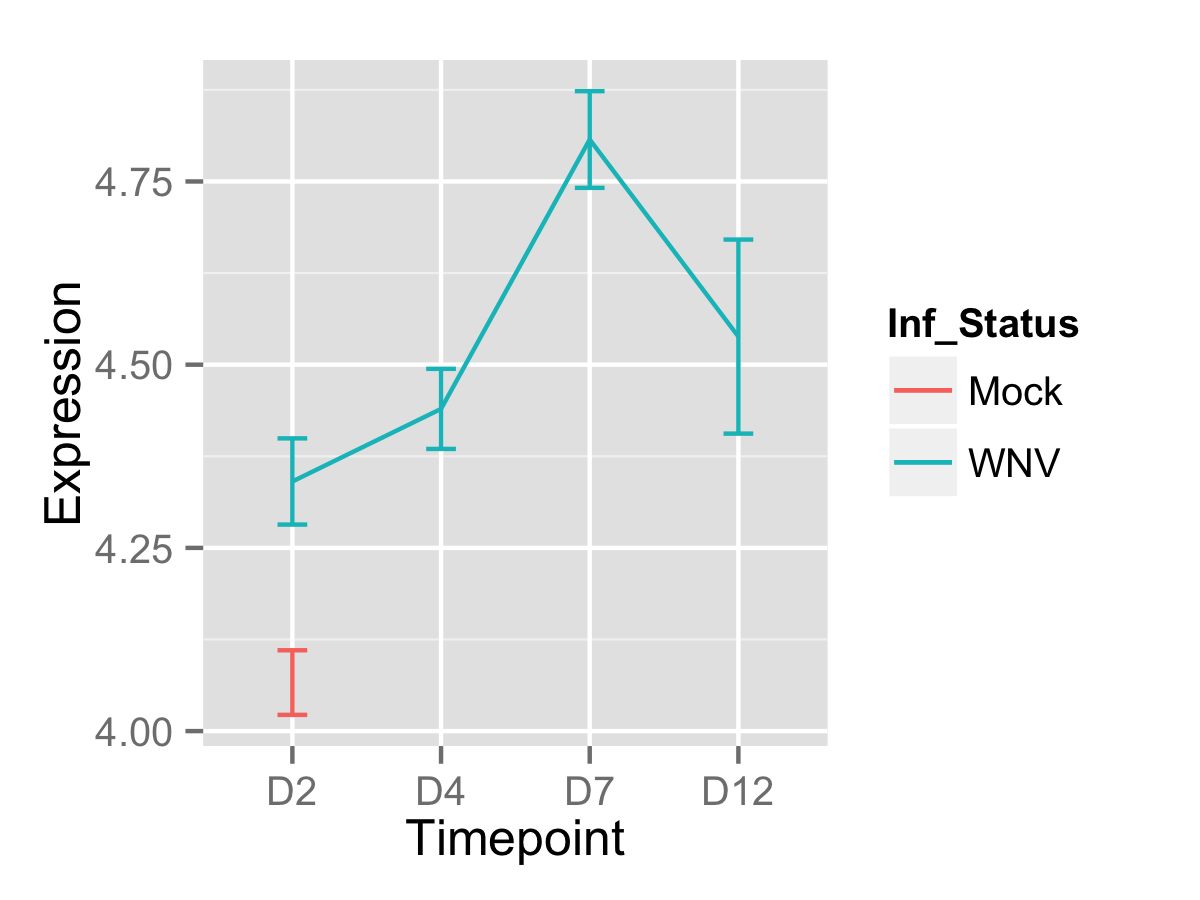 Expression
4.75
4.50
4.25
4.00
D2 D4 D7 D12
Timepoint
Inf_Status
Mock
WNV